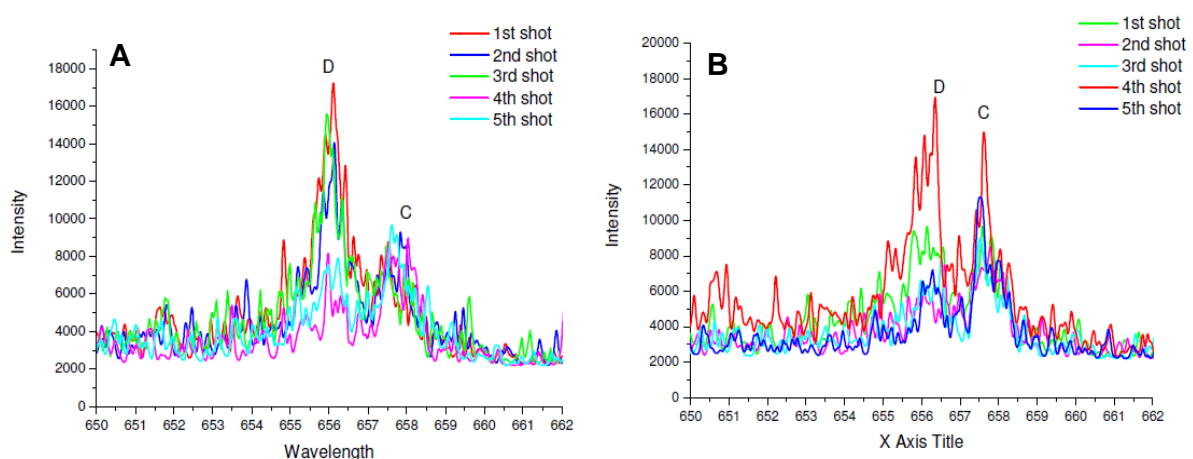 A
D
C
1st shot
2nd shot
3rd shot
4th shot
5th shot
18000
16000
14000
12000
10000
8000
6000
4000
2000
0
650 651 652 653 654 655 656 657 658 659 660 661 662
Intensity
Wavelength
B
D
C
1st shot
2nd shot
3rd shot
4th shot
5th shot
20000
18000
16000
14000
12000
10000
8000
6000
4000
2000
0
650 651 652 653 654 655 656 657 658 659 660 661 662
Intensity
X Axis Title